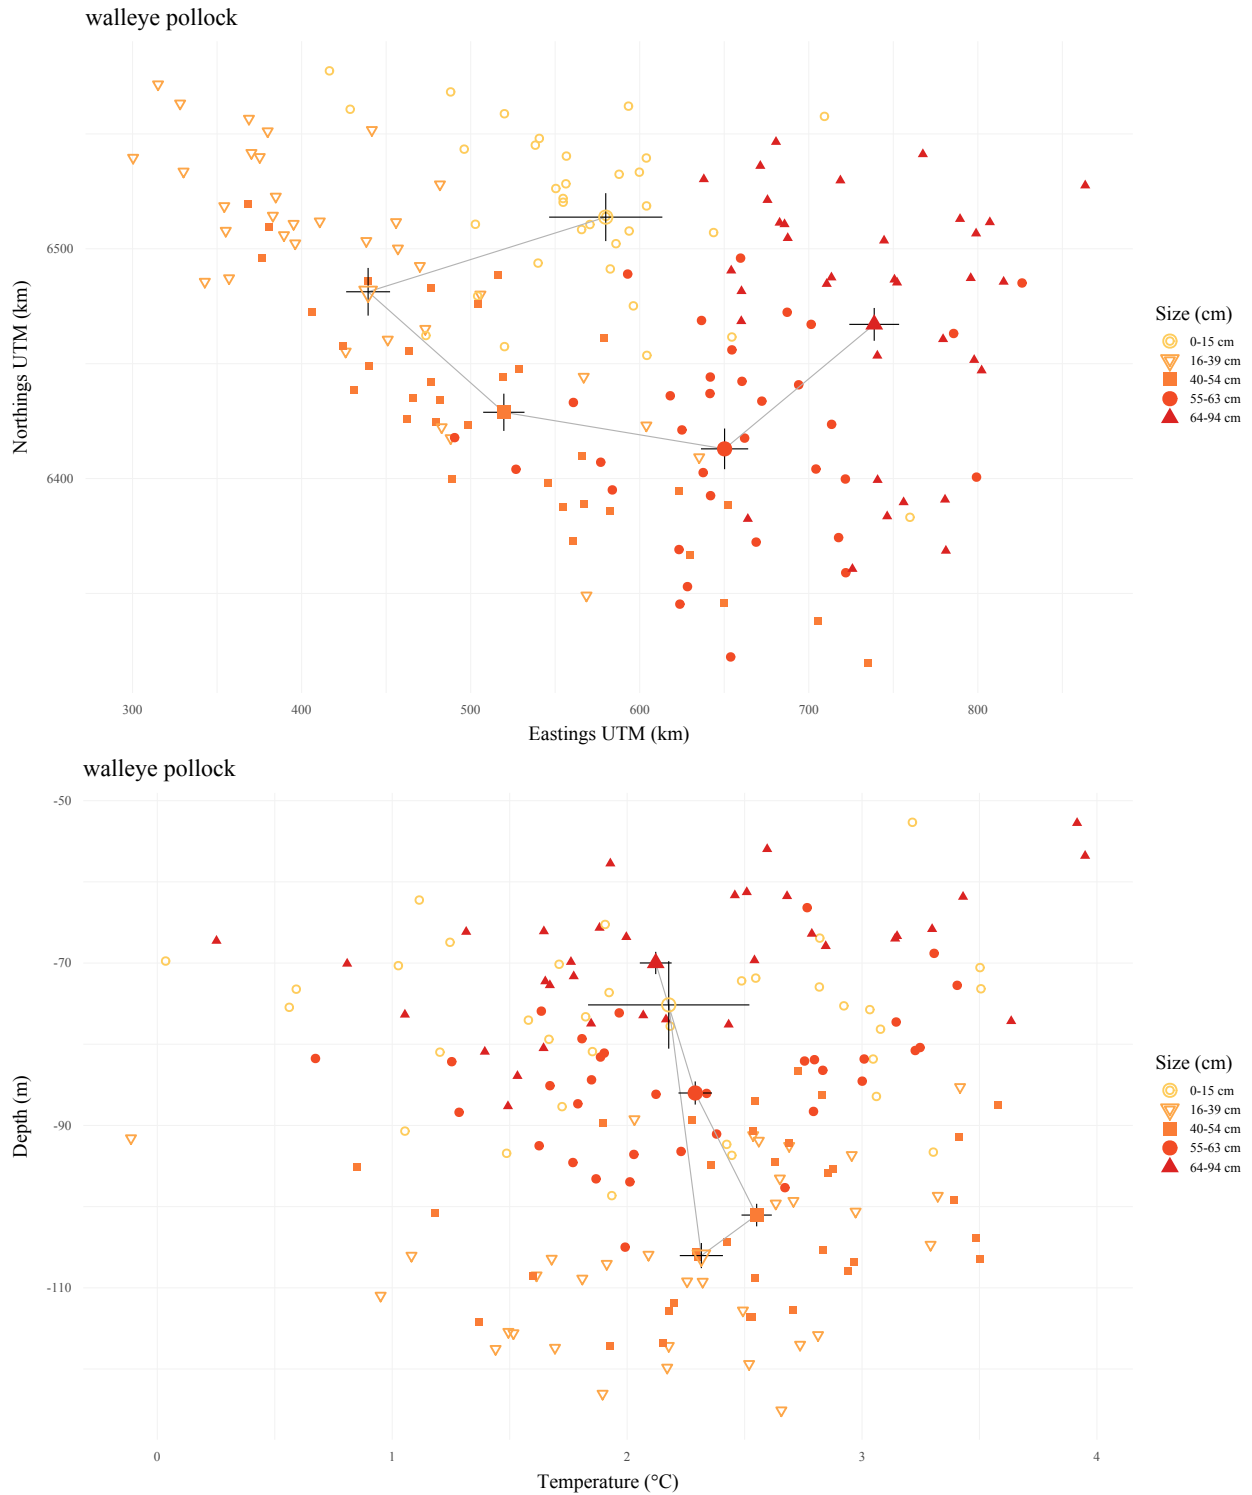 walleye pollock
6500
6400
Northings UTM (km)
300 400 500 600 700 800
Eastings UTM (km)
Size (cm)
0-15 cm
16-39 cm
40-54 cm
55-63 cm
64-94 cm
walleye pollock
-50
-70
-90
-110
Depth (m)
0 1 2 3 4
Temperature (°C)
Size (cm)
0-15 cm
16-39 cm
40-54 cm
55-63 cm
64-94 cm